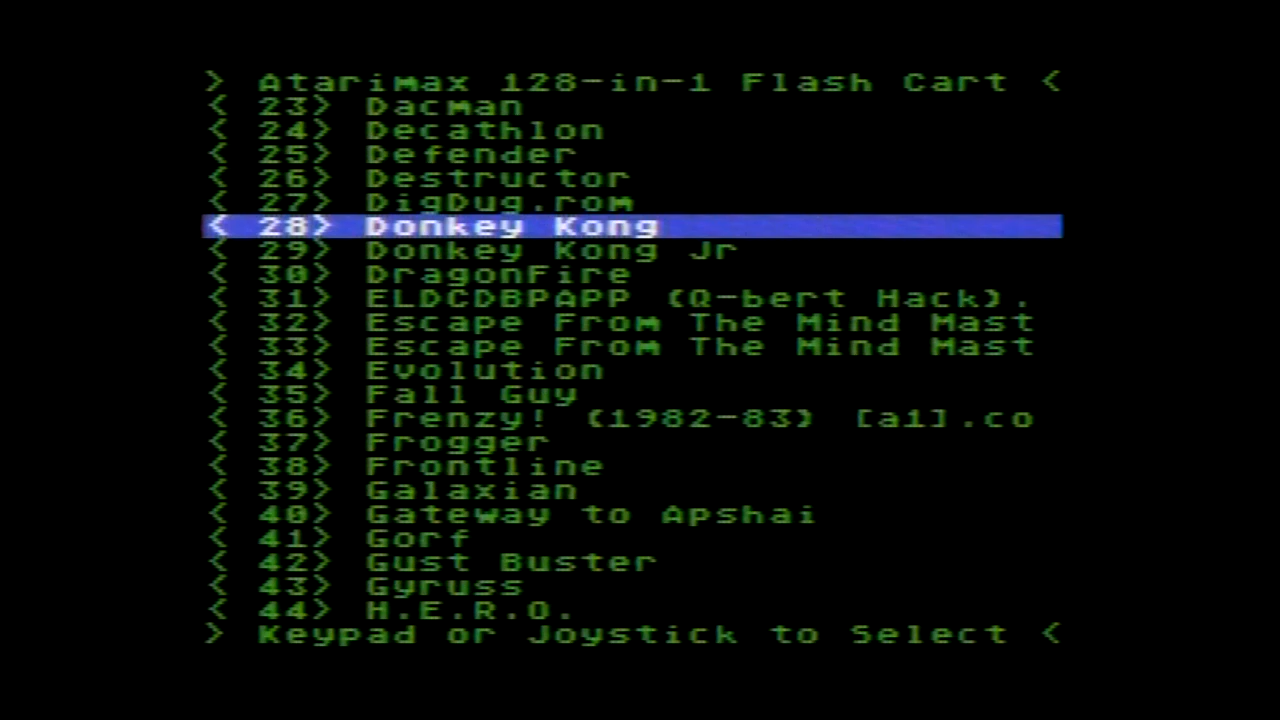 > Atarimax 128-in-1 Flash Cart <
< 23> Dacman
< 24> Decathlon
< 25> Defender
< 26> Destructor
< 27> DigDug.rom
< 28> Donkey Kong
< 29> Donkey Kong Jr
< 30> DragonFire
< 31> ELDCDBPAPP (Q-bert Hack).
< 32> Escape From The Mind Mast
< 33> Escape From The Mind Mast
< 34> Evolution
< 35> Fall Guy
< 36> Frenzy! (1982-83) [a1].co
< 37> Frogger
< 38> Frontline
< 39> Galaxian
< 40> Gateway to Apshai
< 41> Gorf
< 42> Gust Buster
< 43> Gyruss
< 44> H.E.R.O.
> Keypad or Joystick to Select <